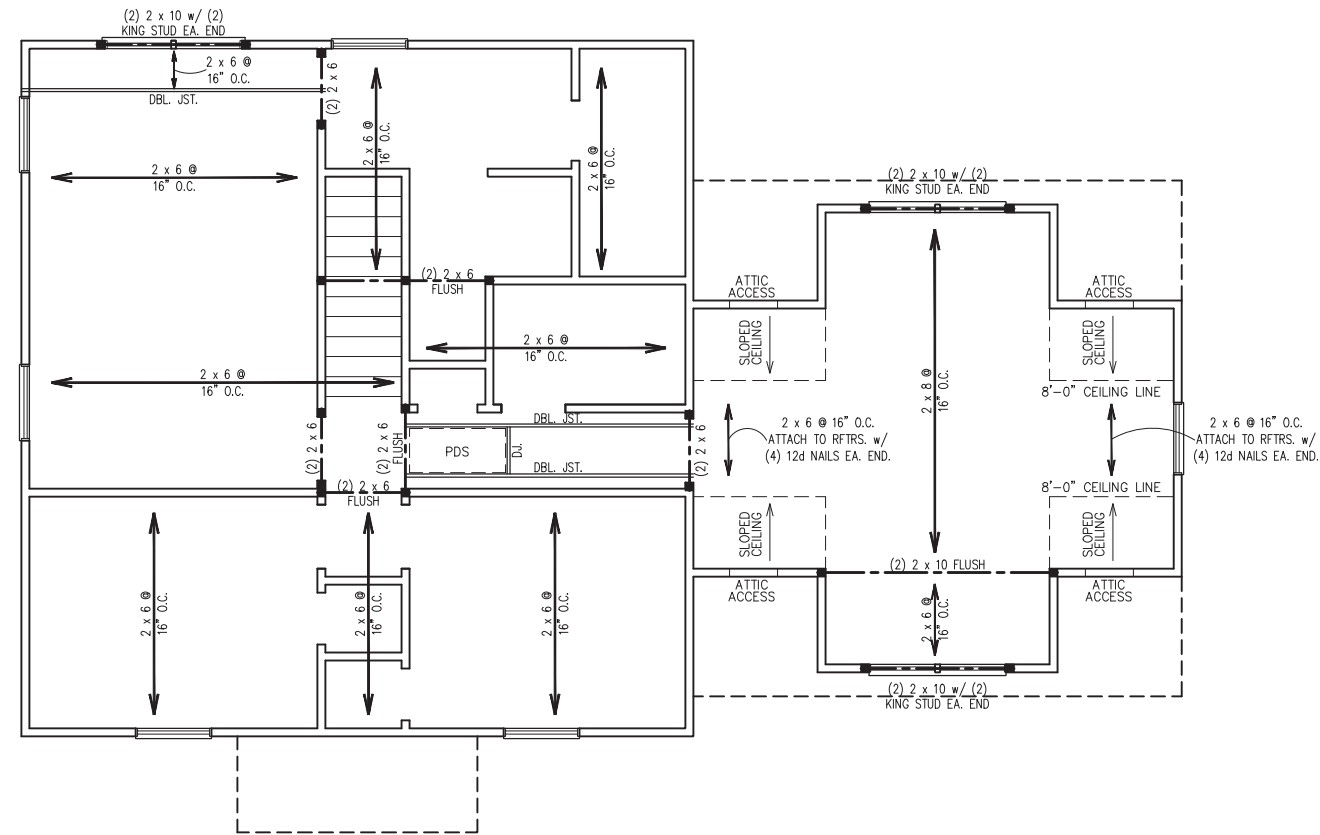 (2) 2 x 10 w/ (2)
KING STUD EA. END
2 x 6 @
16" O.C.
DBL. JST.
(2) 2 x 6
2 x 6 @
16" O.C.
2 x 6 @
16" O.C.
2 x 6 @
16" O.C.
(2) 2 x 10 w/ (2)
KING STUD EA. END
(2) 2 x 6
FLUSH
ATTIC
ACCESS
ATTIC
ACCESS
SLOPED
CEILING
SLOPED
CEILING
2 x 6 @
16" O.C.
2 x 6 @
16" O.C.
2 x 8 @
16" O.C.
8'-0" CEILING LINE
DBL. JST.
(2) 2 x 6
(2) 2 x 6
FLUSH
PDS
DJ.
(2) 2 x 6
DBL. JST.
2 x 6 @ 16" O.C.
ATTACH TO RFTRS. w/
(4) 12d NAILS EA. END.
2 x 6 @ 16" O.C.
ATTACH TO RFTRS. w/
(4) 12d NAILS EA. END.
(2) 2 x 6
FLUSH
8'-0" CEILING LINE
SLOPED
CEILING
SLOPED
CEILING
(2) 2 x 10 FLUSH
ATTIC
ACCESS
ATTIC
ACCESS
2 x 6 @
16" O.C.
2 x 6 @
16" O.C.
2 x 6 @
16" O.C.
2 x 6 @
16" O.C.
(2) 2 x 10 w/ (2)
KING STUD EA. END